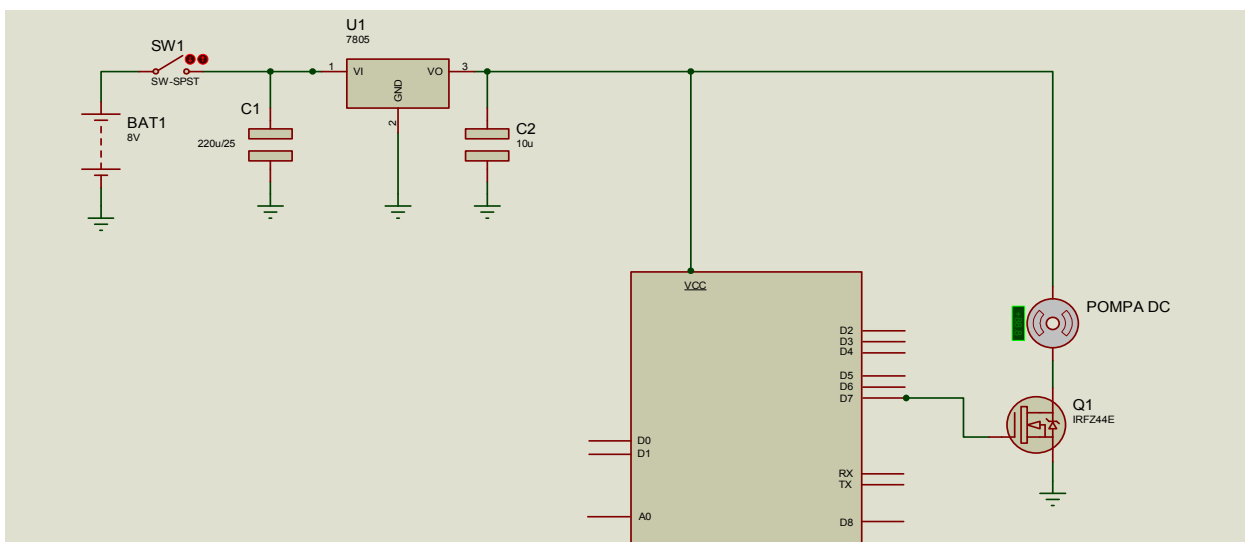 U1
7805
SW1
SW-SPST
1
VI
VO
3
GND
2
BAT1
8V
C1
220u/25
C2
10u
VCC
POMPA DC
D2
D3
D4
D5
D6
D7
Q1
IRFZ44E
D0
D1
RX
TX
A0
D8